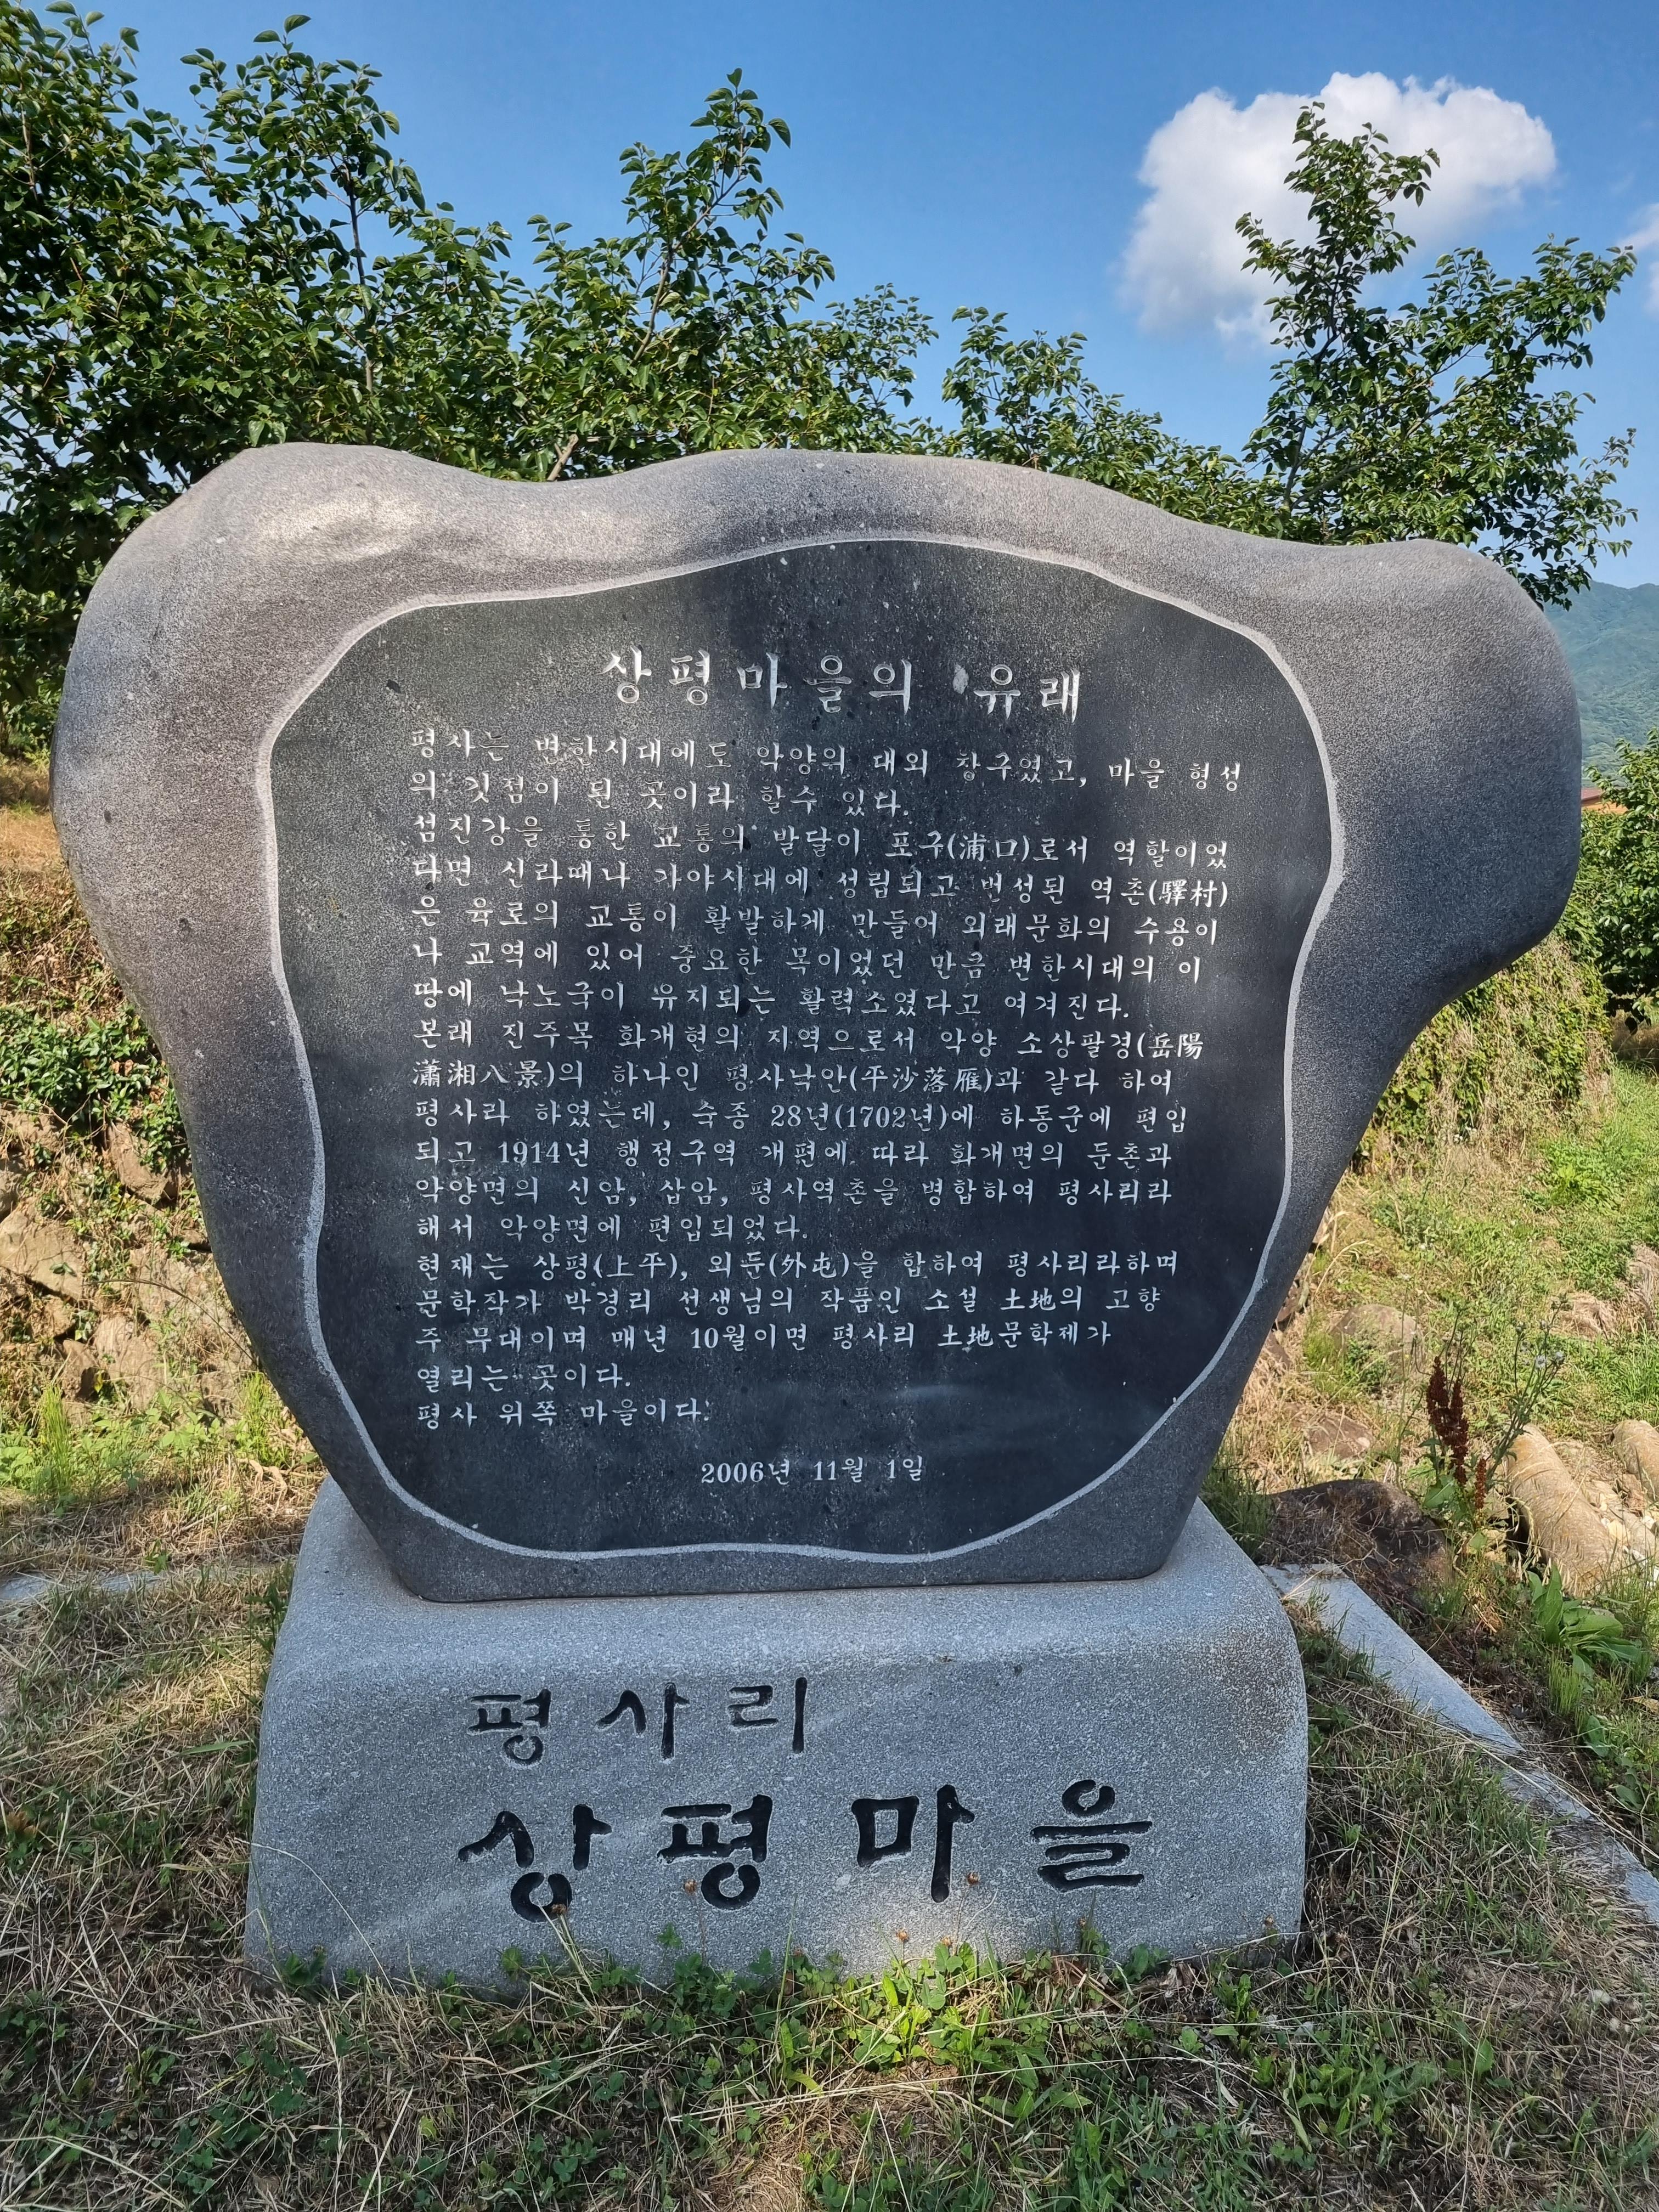 상평마을의 유래
평사는 변한시대에도 악양의 대외 창구였고, 마을 형성
의 깃점이 된 곳이라 할수 있다.
섬진강을 통한 교통의 발달이 포구(浦口)로서 역할이었
다면 신라때나 가야시대에 성립되고 번성된 역촌(驛村)
은 육로의 교통이 활발하게 만들어 외래문화의 수용이
나 교역에 있어 중요한 목이었던 만큼 변한시대의 이
땅에 낙노국이 유지되는 활력소였다고 여겨진다.
본래 진주목 화개현의 지역으로서 악양 소상팔경(岳陽
瀟湘八景)의 하나인 평사낙안(平沙落雁)과 같다 하여
평사라 하였는데, 숙종 28년(1702년)에 하동군에 편입
되고 1914년 행정구역 개편에 따라 화개면의 둔촌과
악양면의 신암, 삽암, 평사역촌을 병합하여 평사리라
해서 악양면에 편입되었다.
현재는 상평(上平), 외둔(外屯)을 합하여 평사리라하며
문학작가 박경리 선생님의 작품인 소설 土地의 고향
주 무대이며 매년 10월이면 평사리 土地문학제가
열리는 곳이다.
평사 위쪽 마을이다.
2006년 11월 1일
평사리
상평마을